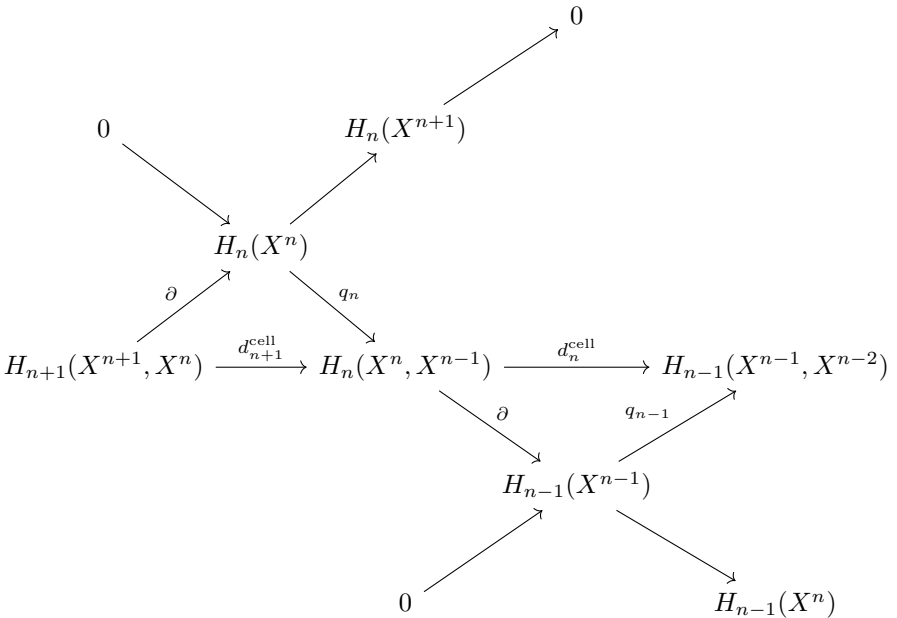 0
0
H_n(X^{n+1})
H_n(X^n)
∂
q_n
H_{n+1}(X^{n+1}, X^n)
d^{cell}_{n+1}
H_n(X^n, X^{n-1})
d^{cell}_n
H_{n-1}(X^{n-1}, X^{n-2})
∂
q_{n-1}
H_{n-1}(X^{n-1})
0
H_{n-1}(X^n)